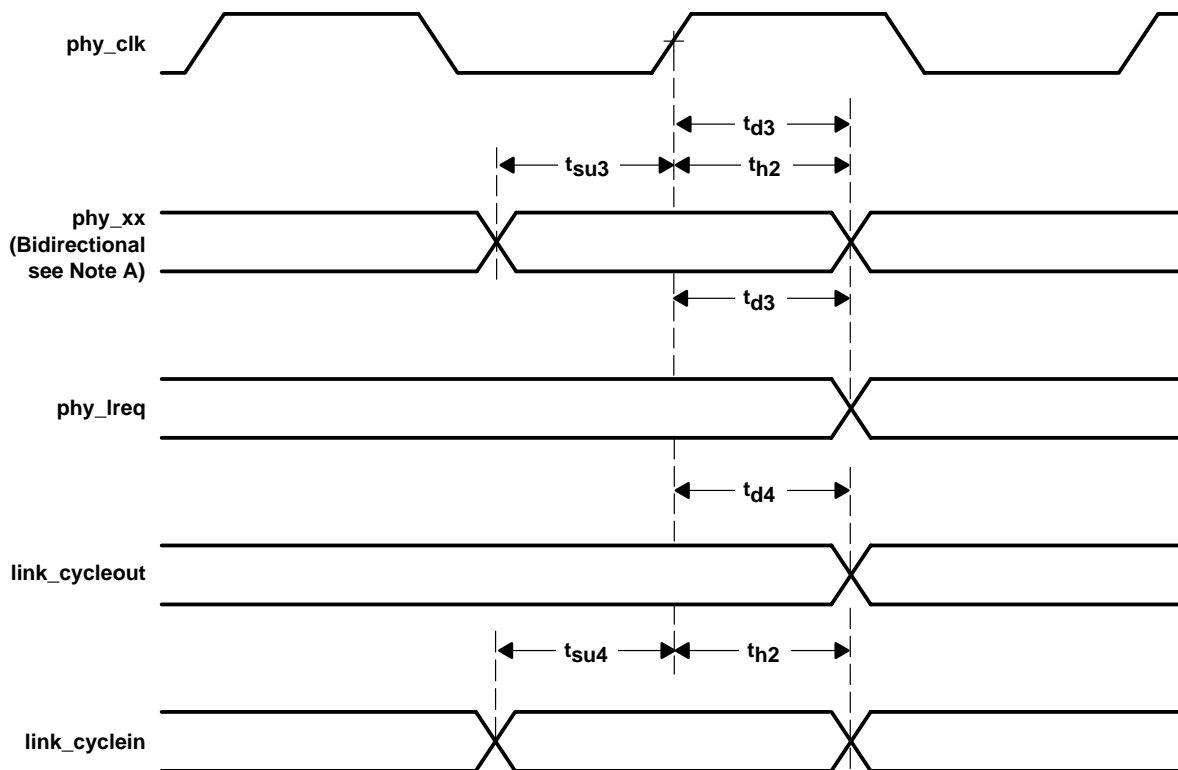 phy_clk
td3
tsu3
th2
phy_xx
(Bidirectional
see Note A)
td3
phy_lreq
td4
link_cycleout
tsu4
th2
link_cyclein